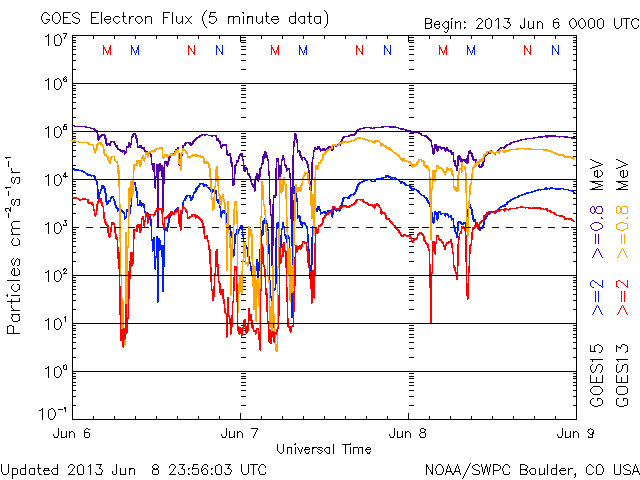 GOES Electron Flux (5 minute data)
Begin: 2013 Jun 6 0000 UTC
10⁷
10⁶
10⁵
10⁴
10³
10²
10¹
10⁰
10⁻¹
M M N N M M N N M M N N
Particles cm⁻²s⁻¹sr⁻¹
Jun 6 Jun 7 Jun 8 Jun 9
Universal Time
GOES15 >=2 >=0.8 MeV
GOES13 >=2 >=0.8 MeV
Updated 2013 Jun 8 23:56:03 UTC
NOAA/SWPC Boulder, CO USA